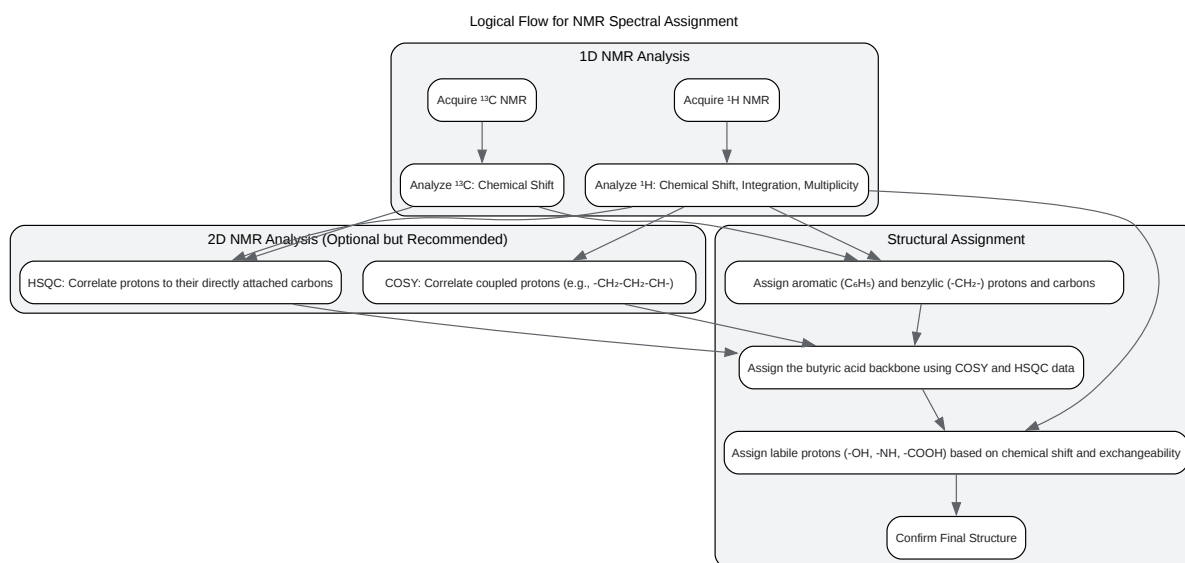 Logical Flow for NMR Spectral Assignment
1D NMR Analysis
Acquire ¹³C NMR
Acquire ¹H NMR
Analyze ¹³C: Chemical Shift
Analyze ¹H: Chemical Shift, Integration, Multiplicity
2D NMR Analysis (Optional but Recommended)
HSQC: Correlate protons to their directly attached carbons
COSY: Correlate coupled protons (e.g., -CH₂-CH₂-CH-)
Structural Assignment
Assign aromatic (C₆H₅) and benzylic (-CH₂-) protons and carbons
Assign the butyric acid backbone using COSY and HSQC data
Assign labile protons (-OH, -NH, -COOH) based on chemical shift and exchangeability
Confirm Final Structure